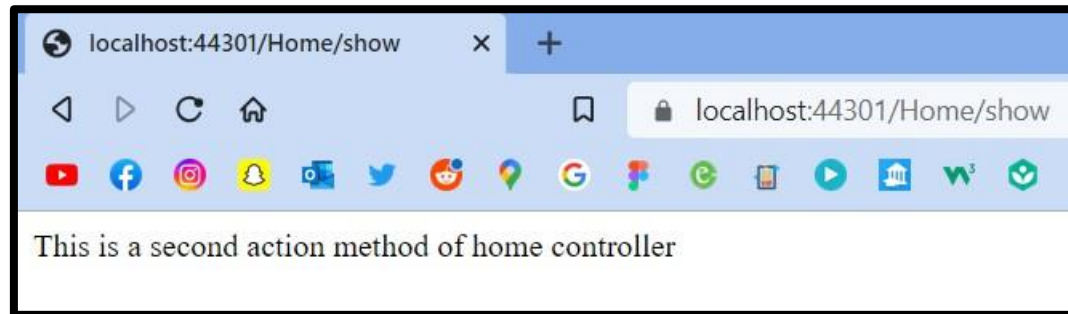 localhost:44301/Home/show
localhost:44301/Home/show
This is a second action method of home controller